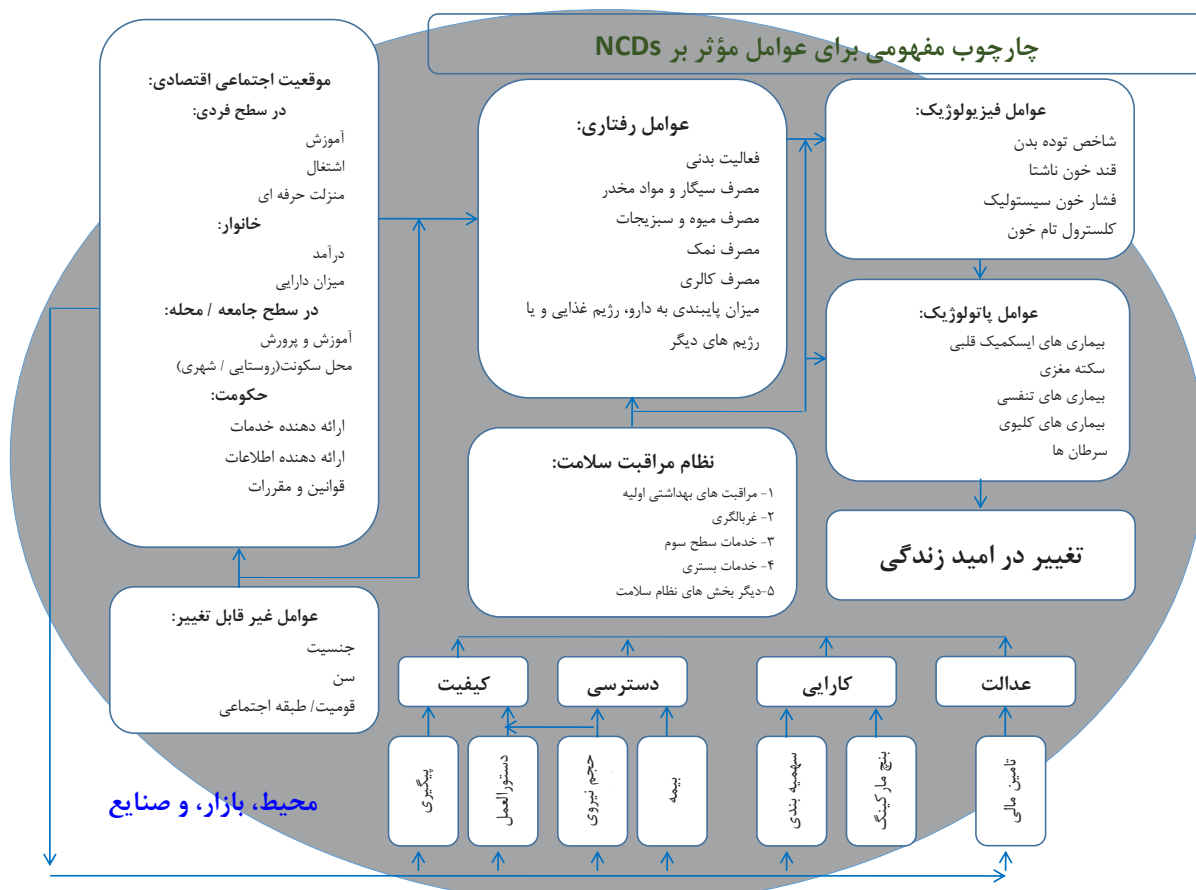 چارچوب مفهومی برای عوامل مؤثر بر NCDs
موقعیت اجتماعی اقتصادی:
در سطح فردی:
آموزش
اشتغال
منزلت حرفه ای
خانوار:
درآمد
میزان دارایی
در سطح جامعه / محله:
آموزش و پرورش
محل سکونت(روستایی / شهری)
حکومت:
ارائه دهنده خدمات
ارائه دهنده اطلاعات
قوانین و مقررات
عوامل غیر قابل تغییر:
جنسیت
سن
قومیت/ طبقه اجتماعی
عوامل رفتاری:
فعالیت بدنی
مصرف سیگار و مواد مخدر
مصرف میوه و سبزیجات
مصرف نمک
مصرف کالری
میزان پایبندی به دارو، رژیم غذایی و یا
رژیم های دیگر
نظام مراقبت سلامت:
۱- مراقبت های بهداشتی اولیه
۲- غربالگری
۳- خدمات سطح سوم
۴- خدمات بستری
۵-دیگر بخش های نظام سلامت
عوامل فیزیولوژیک:
شاخص توده بدن
قند خون ناشتا
فشار خون سیستولیک
کلسترول تام خون
عوامل پاتولوژیک:
بیماری های ایسکمیک قلبی
سکته مغزی
بیماری های تنفسی
بیماری های کلیوی
سرطان ها
تغییر در امید زندگی
عدالت
کارایی
دسترسی
کیفیت
تامین مالی
بنچ مارکینگ
سهمیه بندی
بیمه
حجم نیروی
دستورالعمل
پیگیری
محیط، بازار، و صنایع